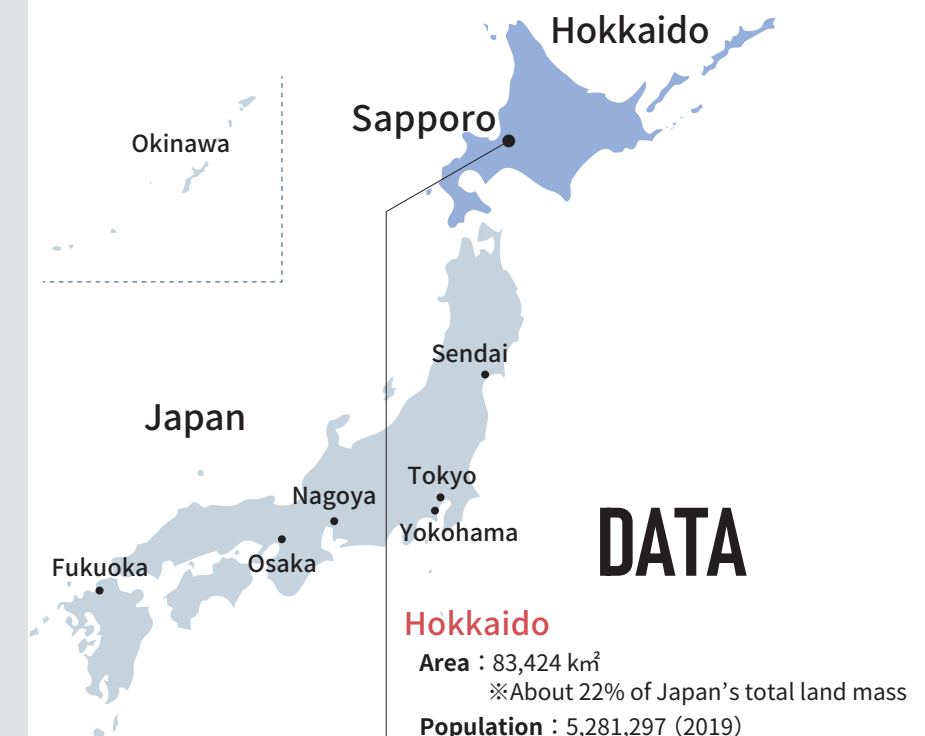 Hokkaido
Sapporo
Okinawa
Sendai
Japan
Tokyo
Nagoya
Yokohama
Osaka
Fukuoka
DATA
Hokkaido
Area：83,424 k㎡
※About 22% of Japan’s total land mass
Population：5,281,297（2019）